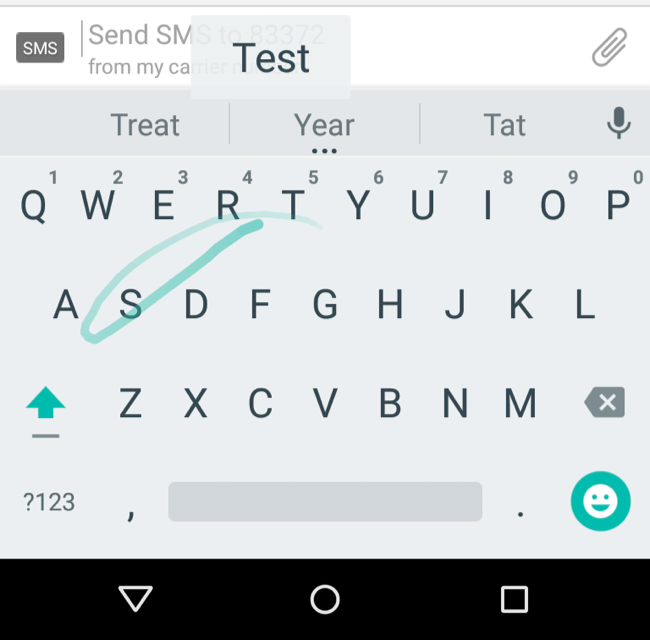 SMS
Send SMS to 83372
from my carrier
Test
Treat Year Tat
1 2 3 4 5 6 7 8 9 0
Q W E R T Y U I O P
A S D F G H J K L
Z X C V B N M
?123 , .